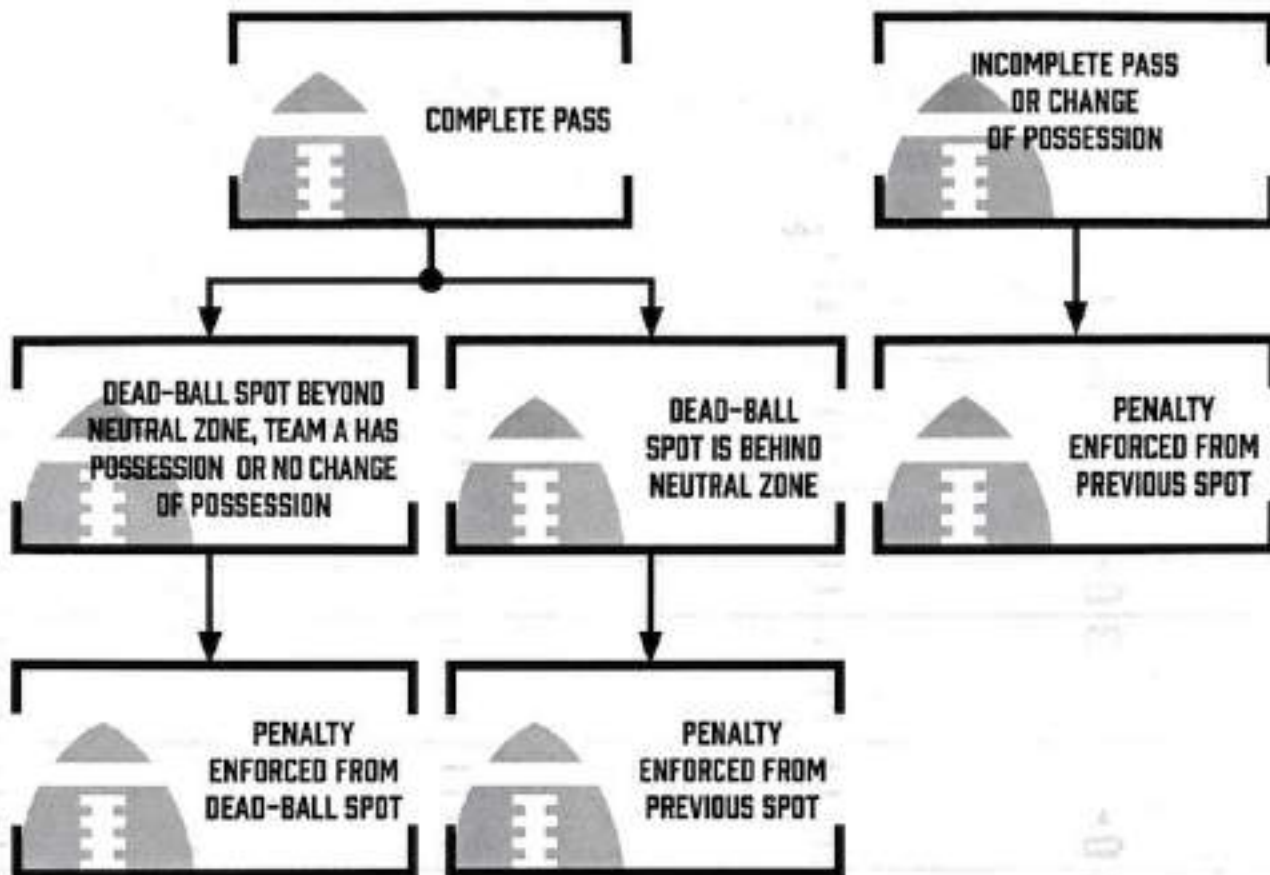 COMPLETE PASS
INCOMPLETE PASS
OR CHANGE
OF POSSESSION
DEAD-BALL SPOT BEYOND
NEUTRAL ZONE, TEAM A HAS
POSSESSION OR NO CHANGE
OF POSSESSION
DEAD-BALL
SPOT IS BEHIND
NEUTRAL ZONE
PENALTY
ENFORCED FROM
PREVIOUS SPOT
PENALTY
ENFORCED FROM
DEAD-BALL SPOT
PENALTY
ENFORCED FROM
PREVIOUS SPOT